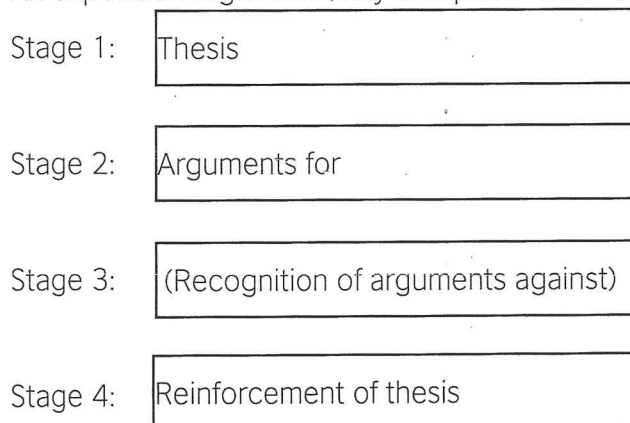 Stage 1: Thesis
Stage 2: Arguments for
Stage 3: (Recognition of arguments against)
Stage 4: Reinforcement of thesis